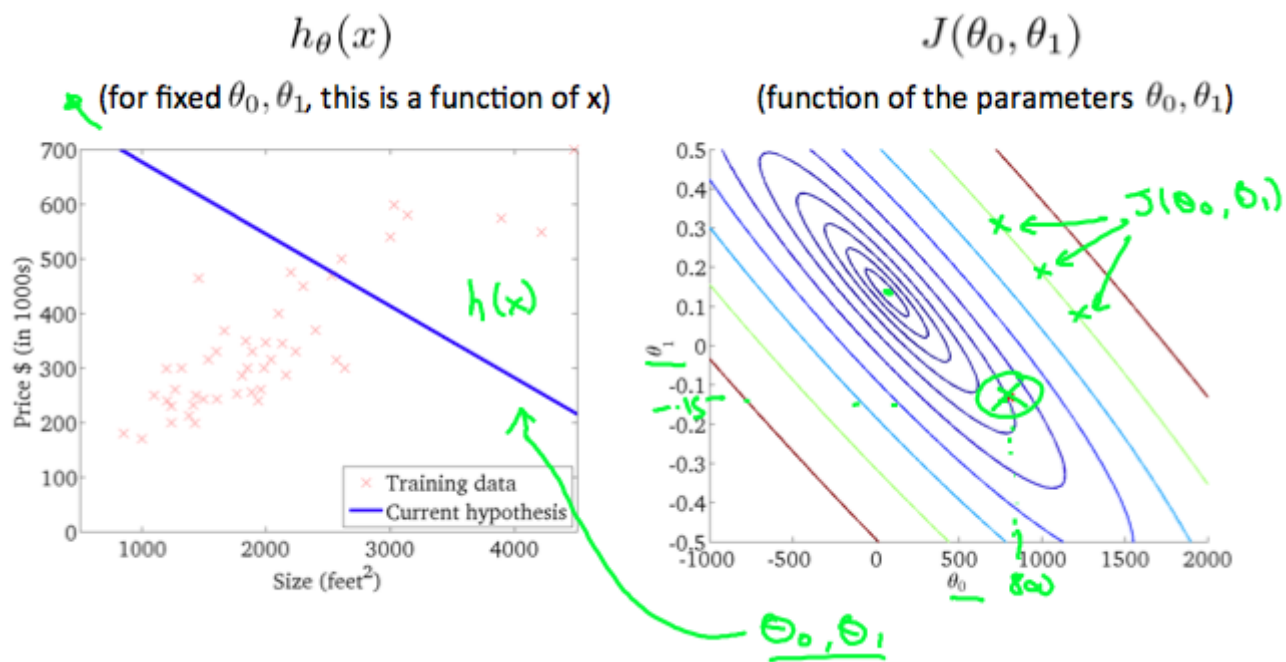 hθ(x)
(for fixed θ0, θ1, this is a function of x)
700
600
500
400
300
200
100
0
Price $ (in 1000s)
h(x)
Training data
Current hypothesis
1000 2000 3000 4000
Size (feet²)
θ0, θ1
J(θ0, θ1)
(function of the parameters θ0, θ1)
0.5
0.4
0.3
0.2
0.1
0
-0.1
-0.2
-0.3
-0.4
-0.5
θ1
-.15
J(θ0, θ1)
-1000 -500 0 500 1000 1500 2000
θ0
800